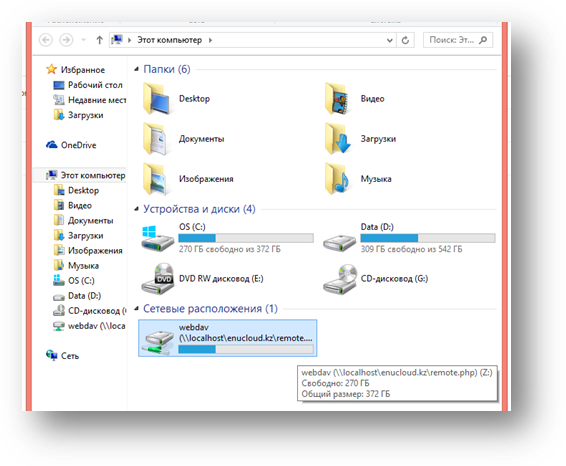 Этот компьютер
Поиск: Эт...
Избранное
Рабочий стол
Недавние мест
Загрузки
OneDrive
Этот компьютер
Desktop
Видео
Документы
Загрузки
Изображения
Музыка
OS (C:)
Data (D:)
CD-дисковод (G:)
webdav (\\loca
Сеть
Папки (6)
Desktop
Видео
Документы
Загрузки
Изображения
Музыка
Устройства и диски (4)
OS (C:)
270 ГБ свободно из 372 ГБ
Data (D:)
309 ГБ свободно из 542 ГБ
DVD RW дисковод (E:)
CD-дисковод (G:)
Сетевые расположения (1)
webdav
(\\localhost\enucloud.kz\remote....
webdav (\\localhost\enucloud.kz\remote.php) (Z:)
Свободно: 270 ГБ
Общий размер: 372 ГБ